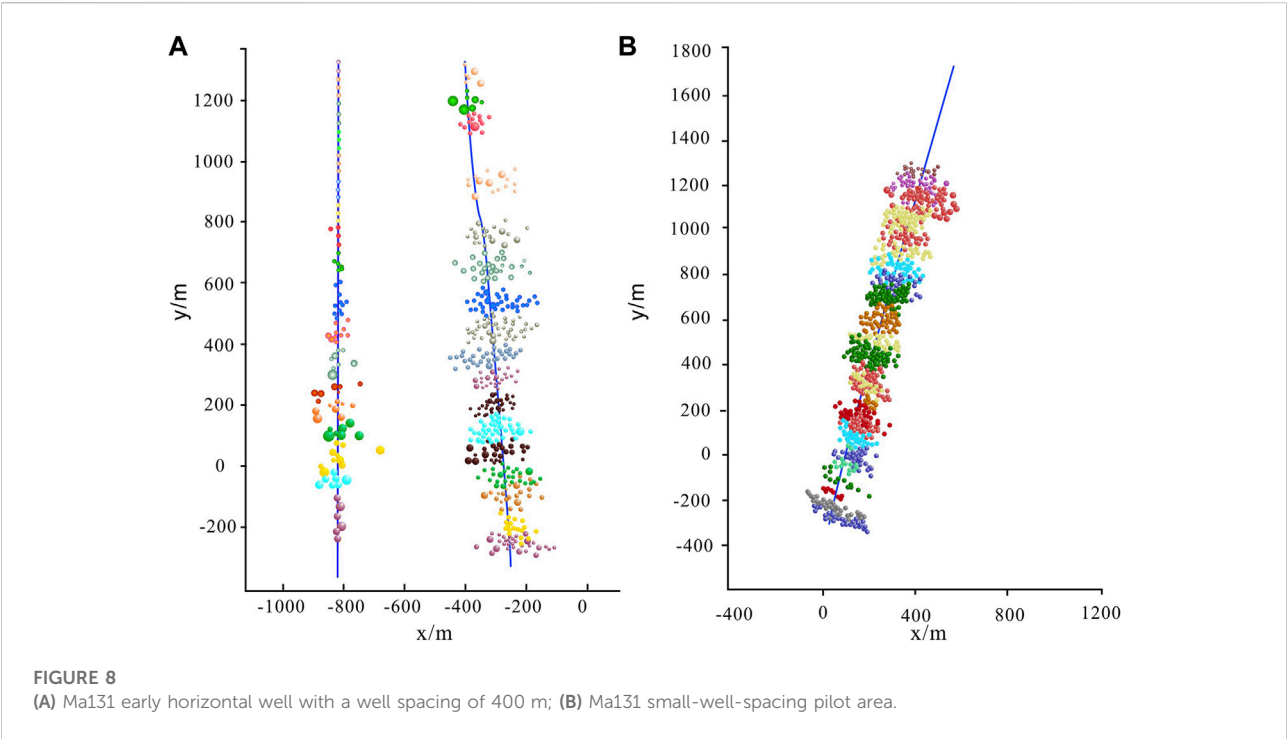 A
1200
1000
800
600
400
200
0
-200
y/m
-1000 -800 -600 -400 -200 0
x/m
B
1800
1600
1400
1200
1000
800
600
400
200
0
-200
-400
y/m
-400 0 400 800 1200
x/m
FIGURE 8
(A) Ma131 early horizontal well with a well spacing of 400 m; (B) Ma131 small-well-spacing pilot area.